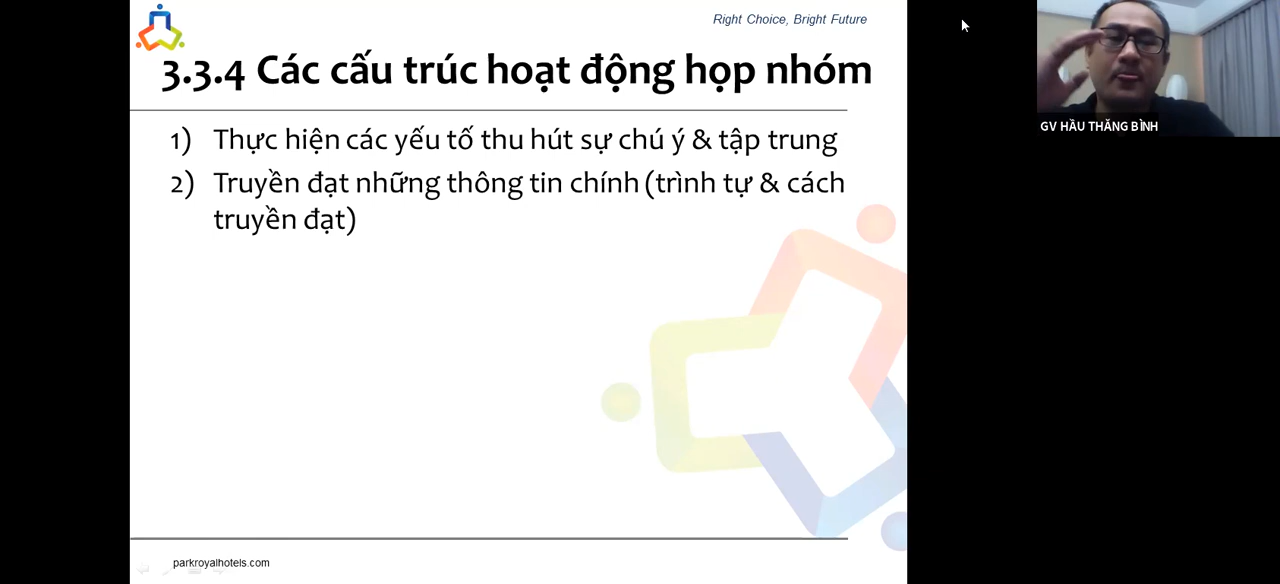 Right Choice, Bright Future
3.3.4 Các cấu trúc hoạt động họp nhóm
1) Thực hiện các yếu tố thu hút sự chú ý & tập trung
2) Truyền đạt những thông tin chính (trình tự & cách
truyền đạt)
parkroyalhotels.com
GV HẦU THĂNG BÌNH